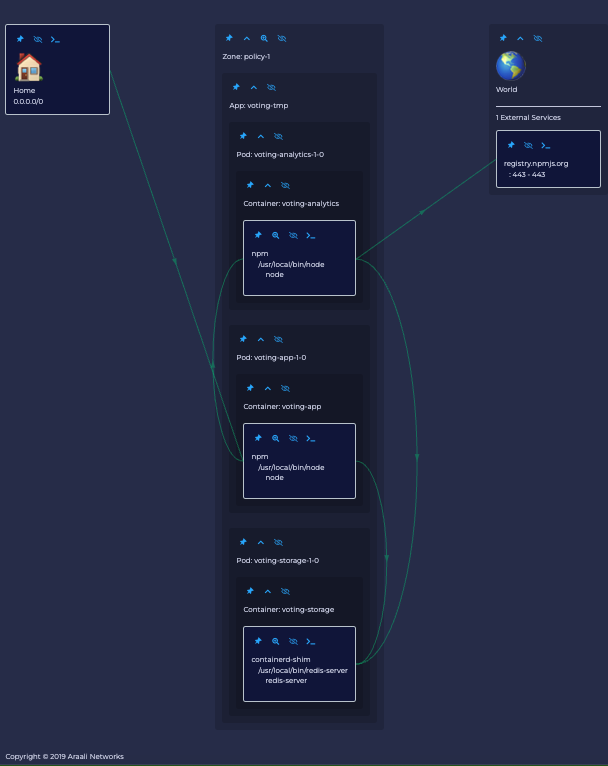 Home
0.0.0.0/0
Zone: policy-1
App: voting-tmp
Pod: voting-analytics-1-0
Container: voting-analytics
npm
/usr/local/bin/node
node
Pod: voting-app-1-0
Container: voting-app
npm
/usr/local/bin/node
node
Pod: voting-storage-1-0
Container: voting-storage
containerd-shim
/usr/local/bin/redis-server
redis-server
World
1 External Services
registry.npmjs.org
: 443 - 443
Copyright © 2019 Araali Networks